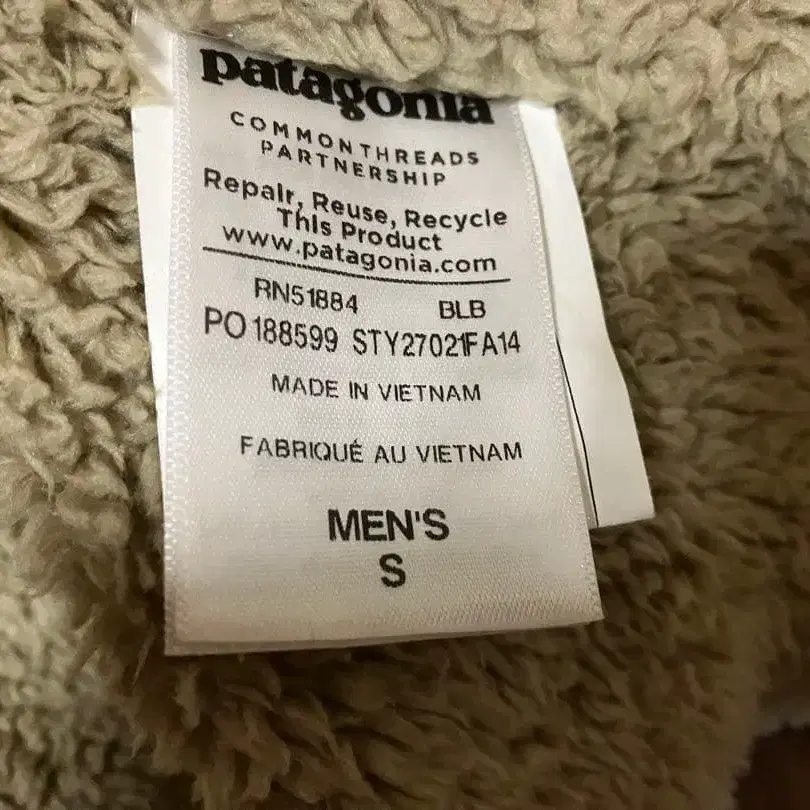 patagonia
COMMONTHREADS
PARTNERSHIP
Repair, Reuse, Recycle
This Product
www.patagonia.com
RN51884 BLB
PO188599 STY27021FA14
MADE IN VIETNAM
FABRIQUÉ AU VIETNAM
MEN'S
S